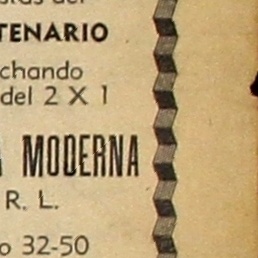 TENARIO
chando
del 2 X 1
MODERNA
R. L.
o 32-50